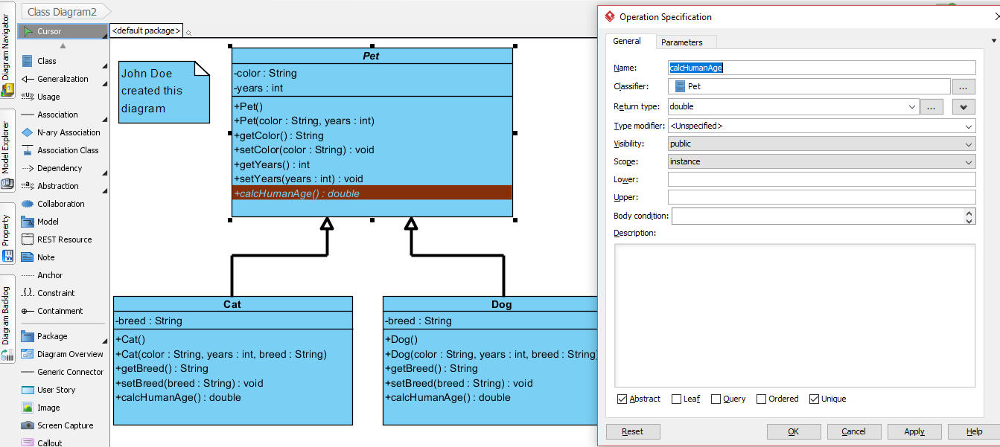 Class Diagram2
Diagram Navigator
Model Explorer
Property
Diagram Backlog
Cursor
Class
Generalization
Usage
Association
N-ary Association
Association Class
Dependency
Abstraction
Collaboration
Model
REST Resource
Note
Anchor
Constraint
Containment
Package
Diagram Overview
Generic Connector
User Story
Image
Screen Capture
Callout
<default package>
John Doe
created this
diagram
Pet
-color : String
-years : int
+Pet()
+Pet(color : String, years : int)
+getColor() : String
+setColor(color : String) : void
+getYears() : int
+setYears(years : int) : void
+calcHumanAge() : double
Cat
-breed : String
+Cat()
+Cat(color : String, years : int, breed : String)
+getBreed() : String
+setBreed(breed : String) : void
+calcHumanAge() : double
Dog
-breed : String
+Dog()
+Dog(color : String, years : int, breed : String)
+getBreed() : String
+setBreed(breed : String) : void
+calcHumanAge() : double
Operation Specification
General Parameters
Name: calcHumanAge
Classifier: Pet ...
Return type: double ...
Type modifier: <Unspecified>
Visibility: public
Scope: instance
Lower:
Upper:
Body condition:
Description:
Abstract Leaf Query Ordered Unique
Reset OK Cancel Apply Help